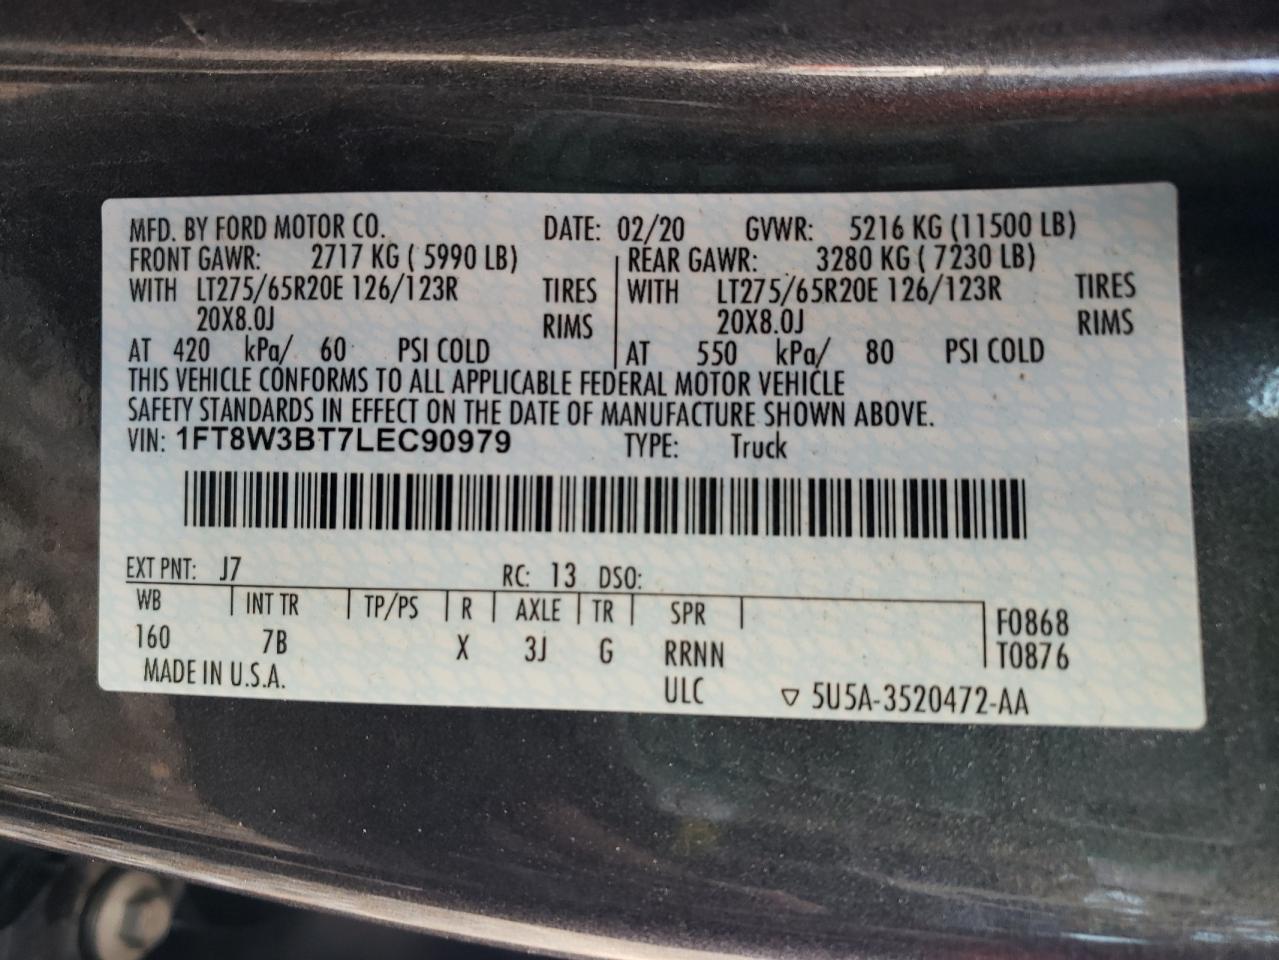 MFD. BY FORD MOTOR CO. DATE: 02/20 GVWR: 5216 KG (11500 LB)
FRONT GAWR: 2717 KG ( 5990 LB) REAR GAWR: 3280 KG ( 7230 LB)
WITH LT275/65R20E 126/123R TIRES WITH LT275/65R20E 126/123R TIRES
20X8.0J RIMS 20X8.0J RIMS
AT 420 kPa/ 60 PSI COLD AT 550 kPa/ 80 PSI COLD
THIS VEHICLE CONFORMS TO ALL APPLICABLE FEDERAL MOTOR VEHICLE
SAFETY STANDARDS IN EFFECT ON THE DATE OF MANUFACTURE SHOWN ABOVE.
VIN: 1FT8W3BT7LEC90979 TYPE: Truck
EXT PNT: J7 RC: 13 DSO:
WB INT TR TP/PS R AXLE TR SPR F0868
160 7B X 3J G RRNN T0876
MADE IN U.S.A. ULC ▽ 5U5A-3520472-AA